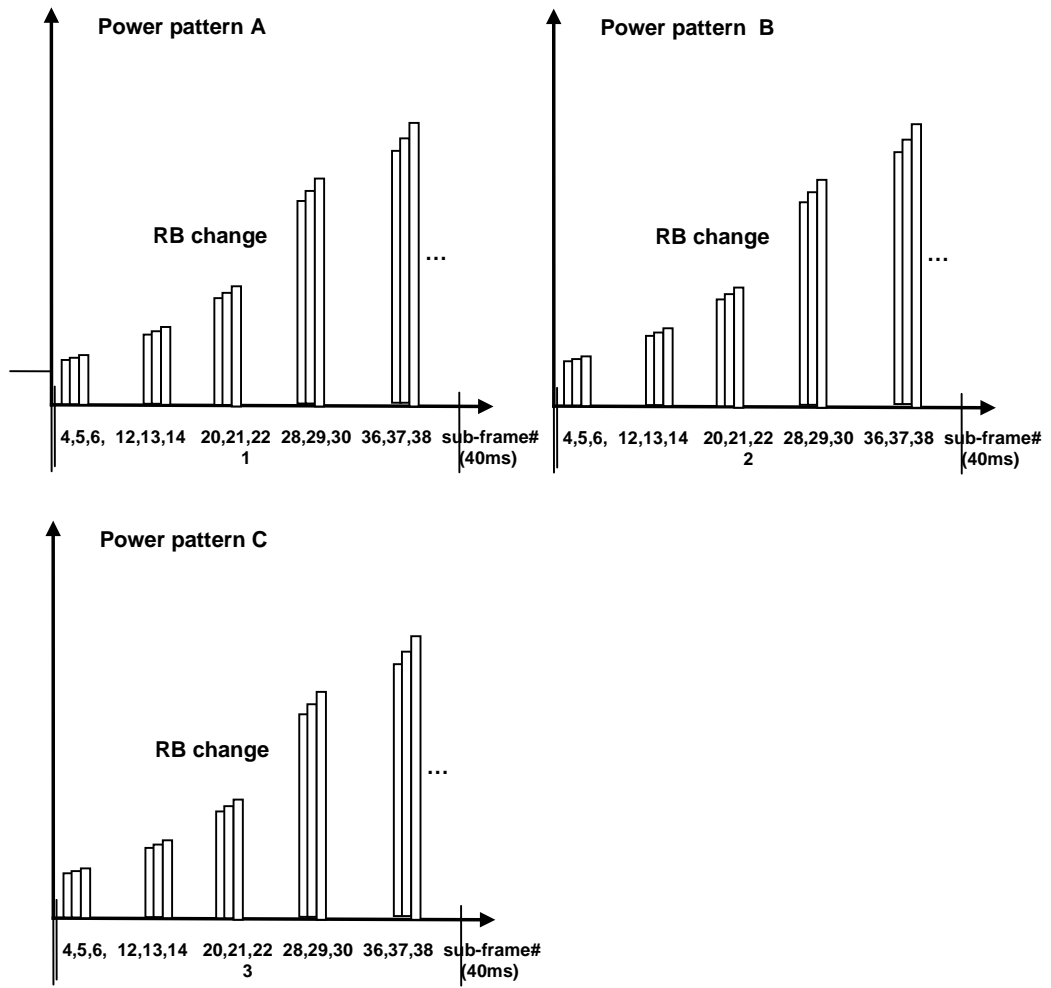 Power pattern A
RB change
...
4,5,6, 12,13,14 20,21,22 28,29,30 36,37,38 sub-frame#
1 (40ms)
Power pattern B
RB change
...
4,5,6, 12,13,14 20,21,22 28,29,30 36,37,38 sub-frame#
2 (40ms)
Power pattern C
RB change
...
4,5,6, 12,13,14 20,21,22 28,29,30 36,37,38 sub-frame#
3 (40ms)